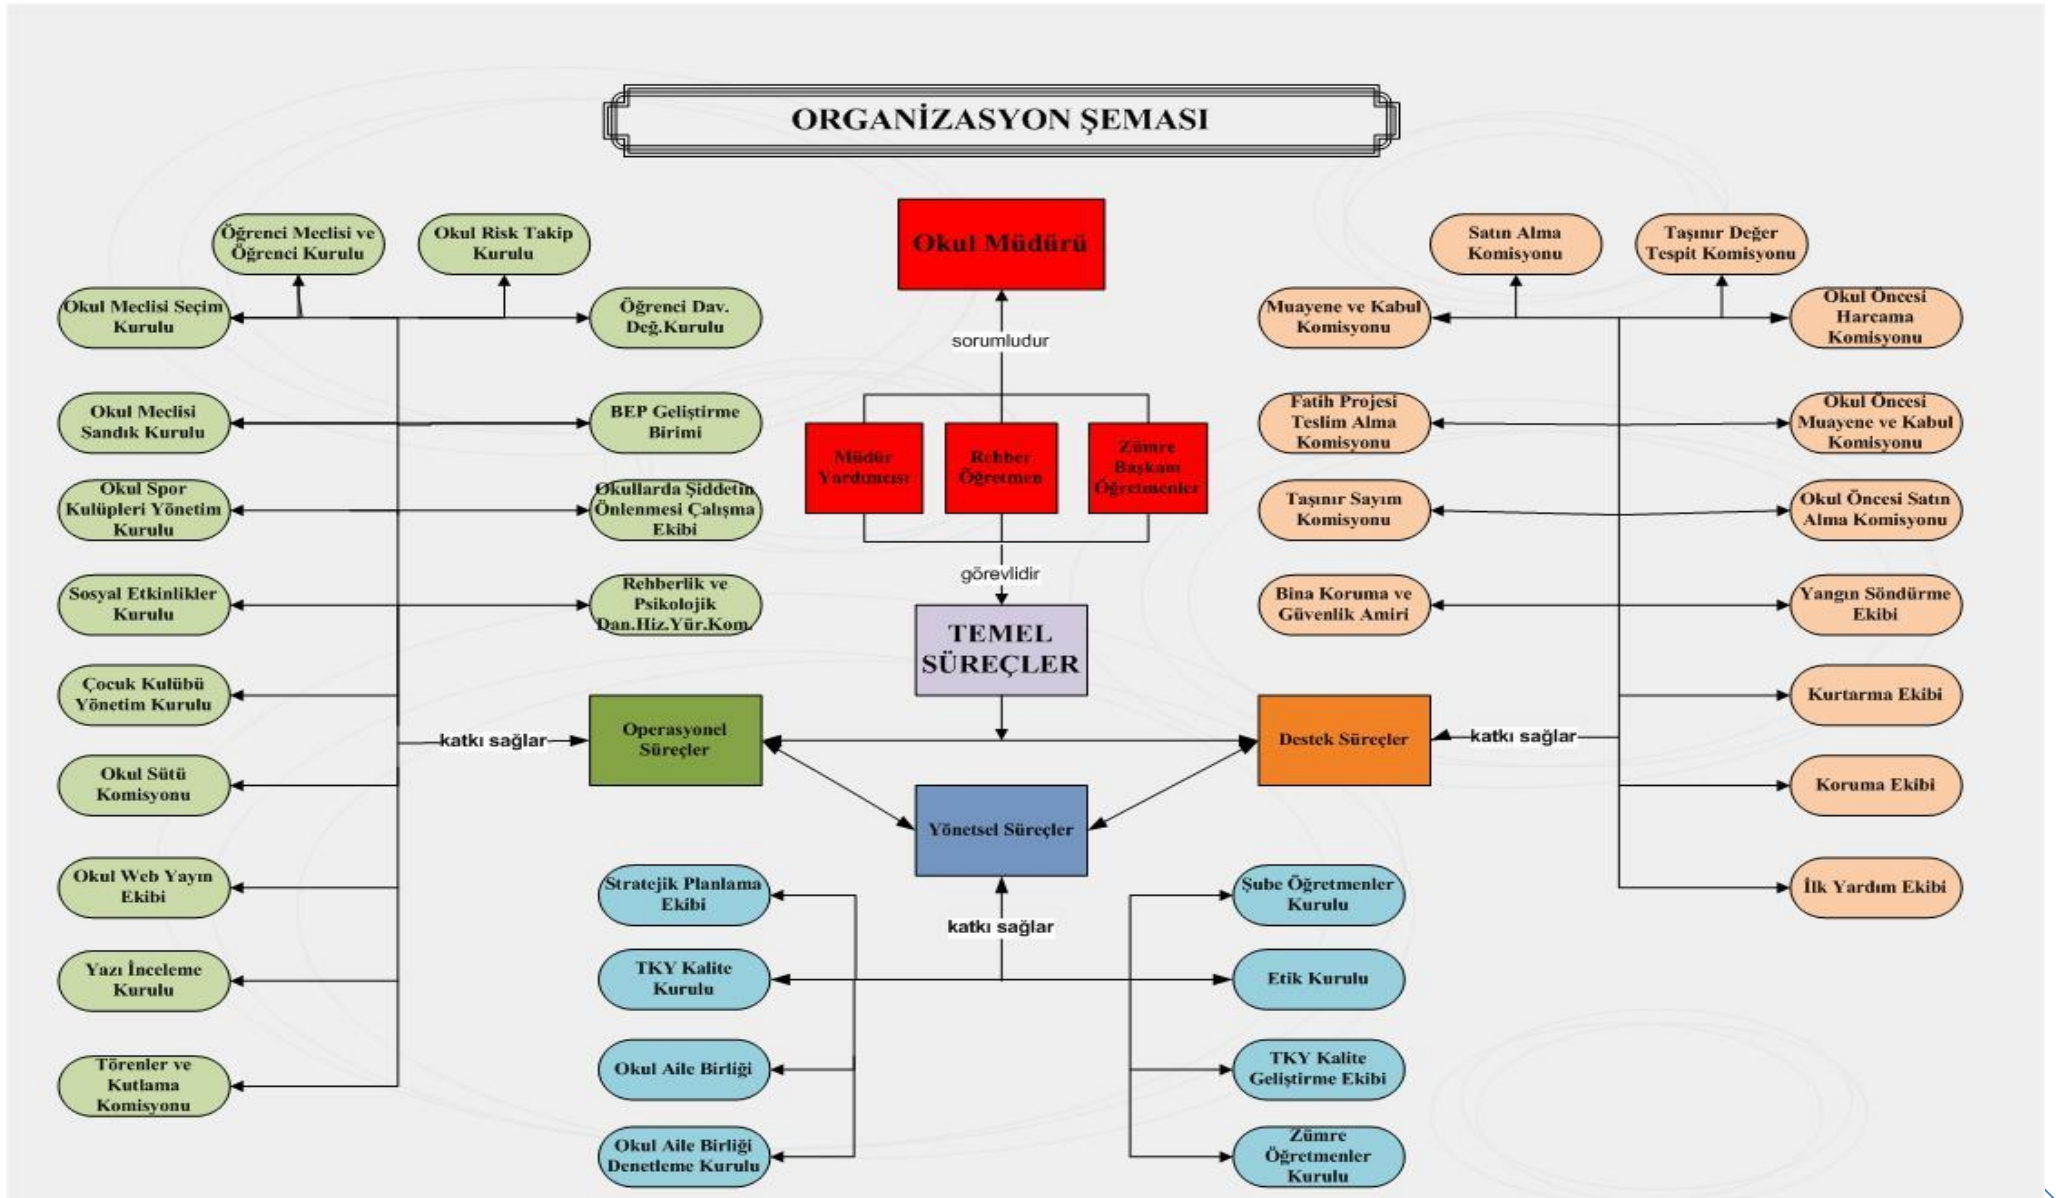 ORGANİZASYON ŞEMASI
Okul Müdürü
sorumludur
Müdür
Yardımcısı
Rehber
Öğretmen
Zümre
Başkanı
Öğretmenler
görevlidir
TEMEL
SÜREÇLER
Operasyonel
Süreçler
Destek Süreçler
Yönetsel Süreçler
katkı sağlar
katkı sağlar
katkı sağlar
Öğrenci Meclisi ve
Öğrenci Kurulu
Okul Risk Takip
Kurulu
Okul Meclisi Seçim
Kurulu
Öğrenci Dav.
Değ.Kurulu
Okul Meclisi
Sandık Kurulu
BEP Geliştirme
Birimi
Okul Spor
Kulüpleri Yönetim
Kurulu
Okullarda Şiddetin
Önlenmesi Çalışma
Ekibi
Sosyal Etkinlikler
Kurulu
Rehberlik ve
Psikolojik
Dan.Hiz.Yür.Kom.
Çocuk Kulübü
Yönetim Kurulu
Okul Sütü
Komisyonu
Okul Web Yayın
Ekibi
Yazı İnceleme
Kurulu
Törenler ve
Kutlama
Komisyonu
Satın Alma
Komisyonu
Taşınır Değer
Tespit Komisyonu
Muayene ve Kabul
Komisyonu
Okul Öncesi
Harcama
Komisyonu
Fatih Projesi
Teslim Alma
Komisyonu
Okul Öncesi
Muayene ve Kabul
Komisyonu
Taşınır Sayım
Komisyonu
Okul Öncesi Satın
Alma Komisyonu
Bina Koruma ve
Güvenlik Amiri
Yangın Söndürme
Ekibi
Kurtarma Ekibi
Koruma Ekibi
İlk Yardım Ekibi
Stratejik Planlama
Ekibi
Şube Öğretmenler
Kurulu
TKY Kalite
Kurulu
Etik Kurulu
Okul Aile Birliği
TKY Kalite
Geliştirme Ekibi
Okul Aile Birliği
Denetleme Kurulu
Zümre
Öğretmenler
Kurulu